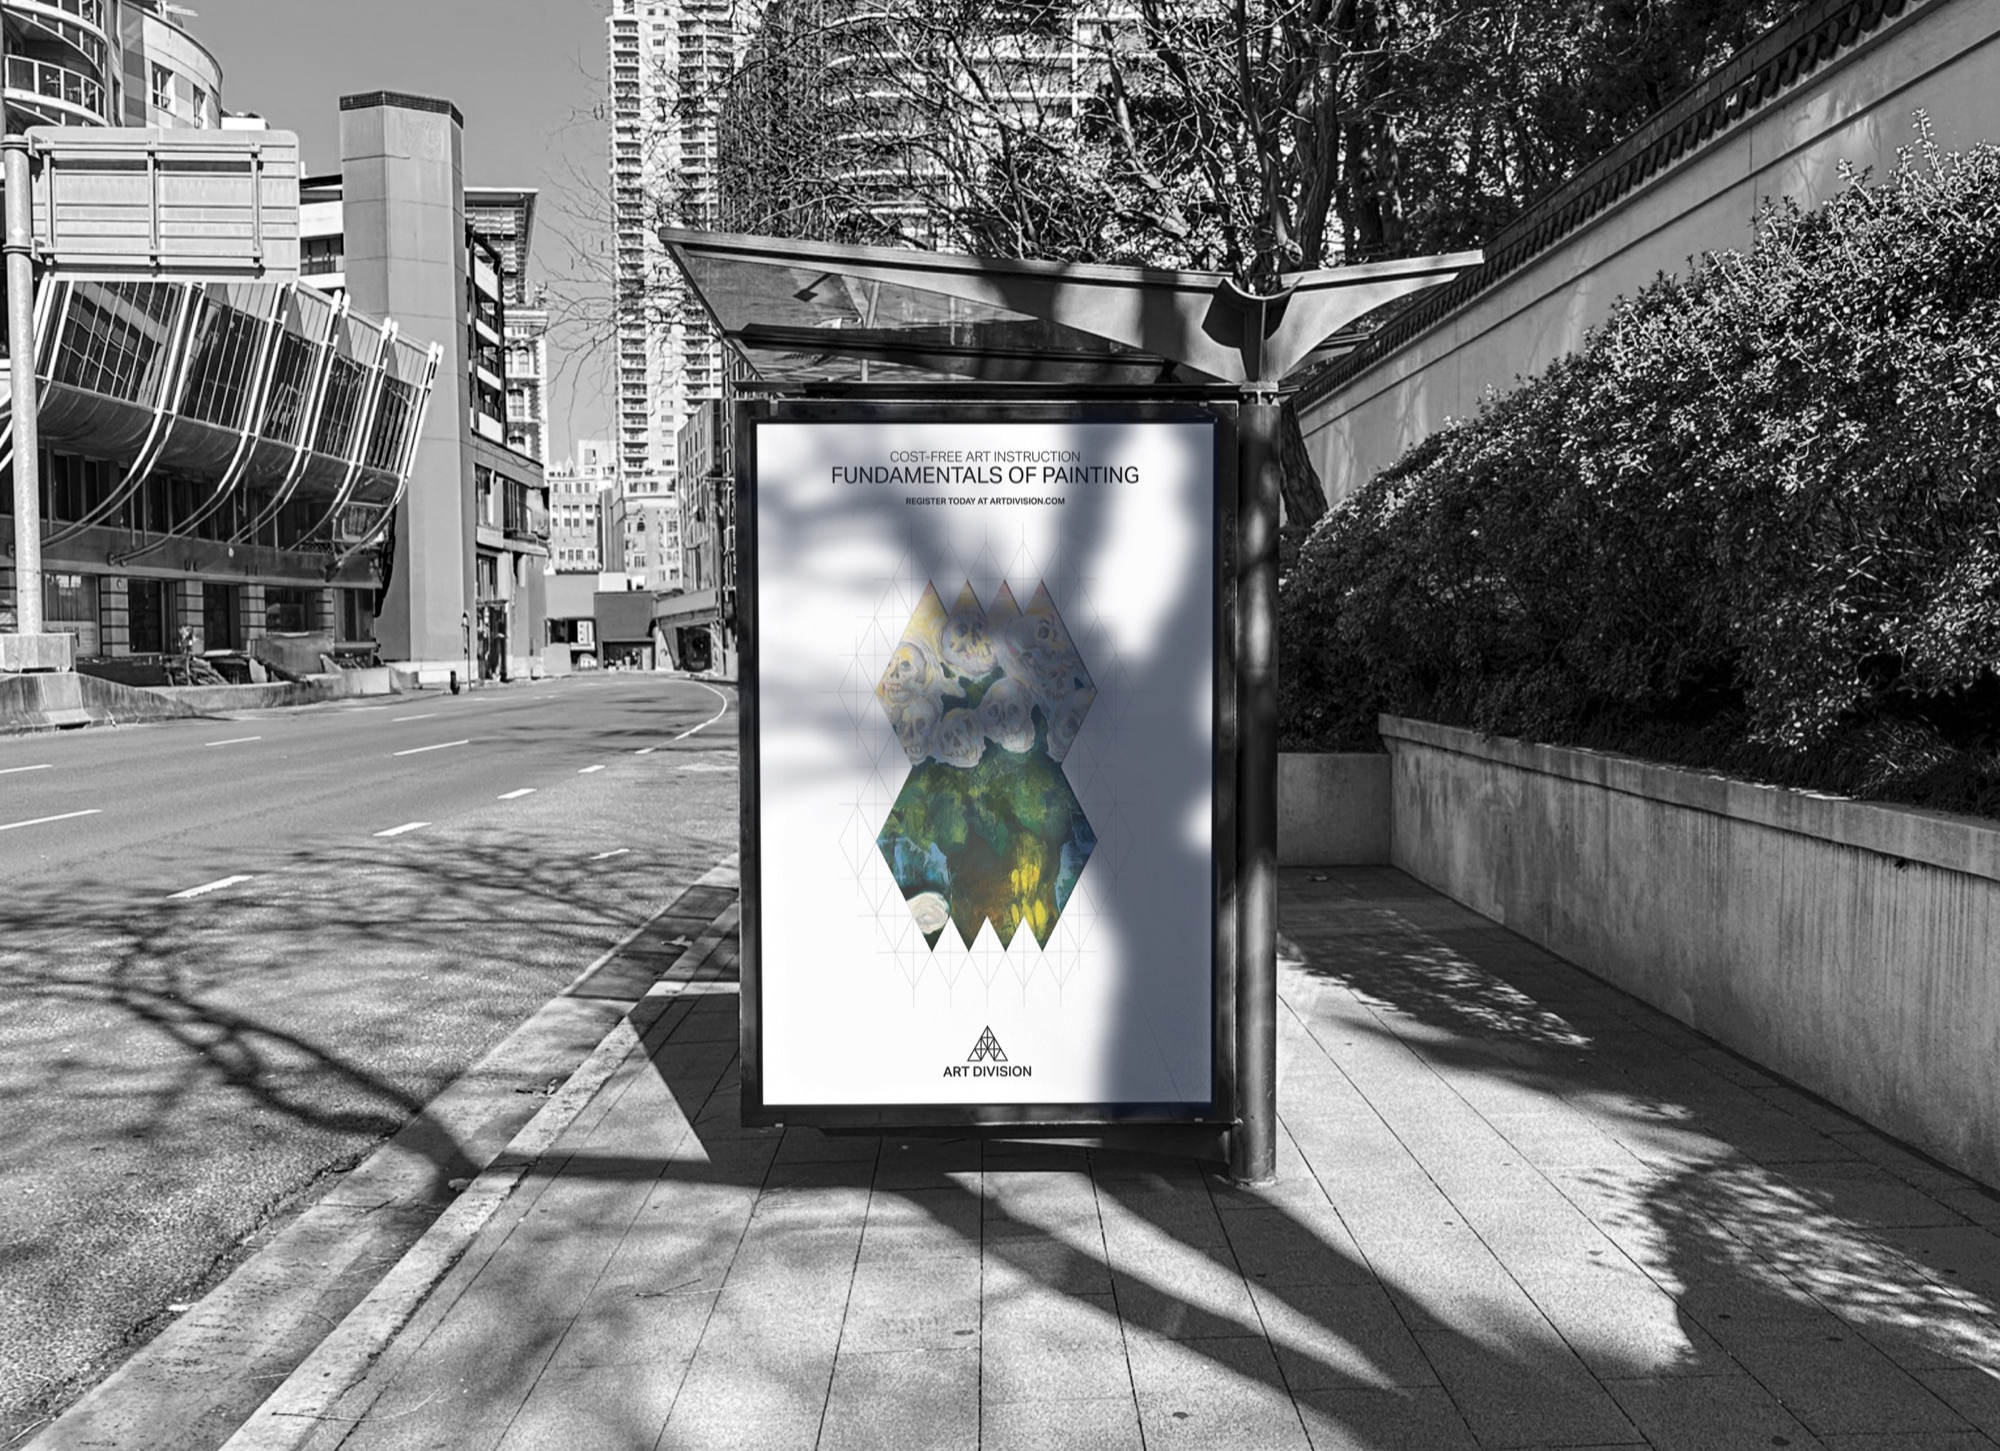 COST-FREE ART INSTRUCTION
FUNDAMENTALS OF PAINTING
REGISTER TODAY AT ARTDIVISION.COM
ART DIVISION